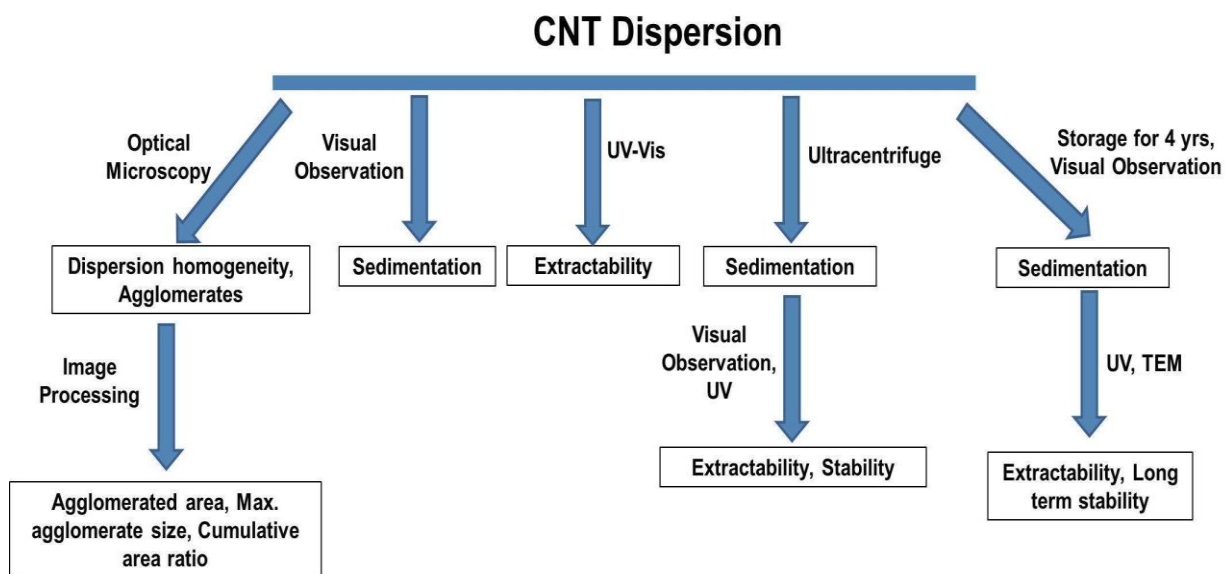 CNT Dispersion
Optical
Microscopy
Visual
Observation
UV-Vis
Ultracentrifuge
Storage for 4 yrs,
Visual Observation
Dispersion homogeneity,
Agglomerates
Sedimentation
Extractability
Sedimentation
Sedimentation
Image
Processing
Visual
Observation,
UV
UV, TEM
Agglomerated area, Max.
agglomerate size, Cumulative
area ratio
Extractability, Stability
Extractability, Long
term stability